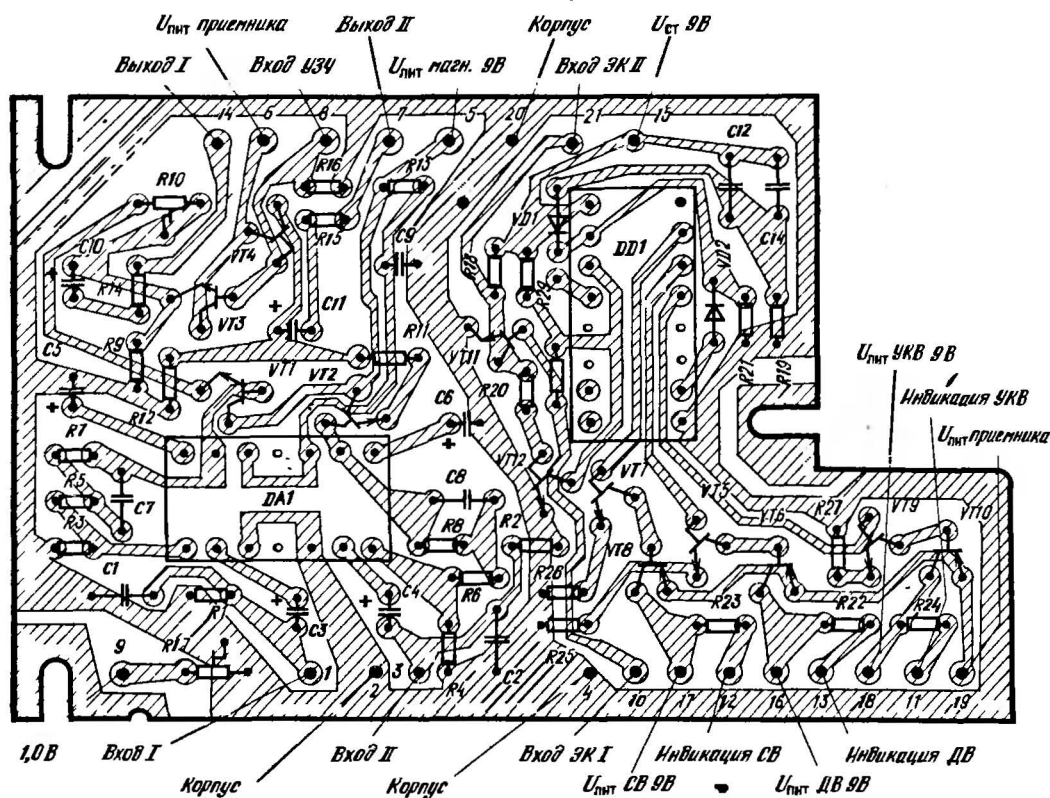 Uпит приемника
Выход II
Корпус
Uст 9В
Выход I
Вход УЗЧ
Uпит магн. 9В
Вход ЭК II
14
6
8
7
5
20
21
15
C12
R16
R13
R10
R15
VD1
DD1
C14
VT4
C9
VD2
C10
R18
R29
R14
VT3
C11
R11
C5
R9
VT1
VT2
VT11
R20
R21
R19
Uпит УКВ 9В
Индикация УКВ
Uпит приемника
R12
C6
R7
VT12
VT7
R5
C7
DA1
C8
VT5
R27
VT9
VT10
R3
R8
R2
VT8
VT6
C1
R6
R26
R23
R22
R24
R1
C3
C4
R17
R4
C2
R25
9
1
2
3
4
10
17
12
16
13
18
11
19
1,0 В
Вход I
Вход II
Вход ЭК I
Индикация СВ
Индикация ДВ
Корпус
Корпус
Uпит СВ 9В
Uпит ДВ 9В